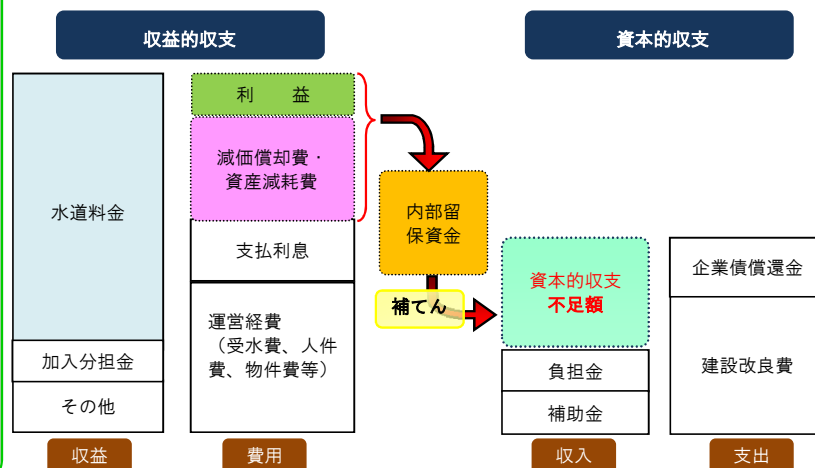 収益的収支
資本的収支
水道料金
加入分担金
その他
収益
利　　益
減価償却費・
資産減耗費
支払利息
運営経費
（受水費、人件
費、物件費等）
費用
内部留
保資金
補てん
資本的収支
不足額
負担金
補助金
収入
企業債償還金
建設改良費
支出